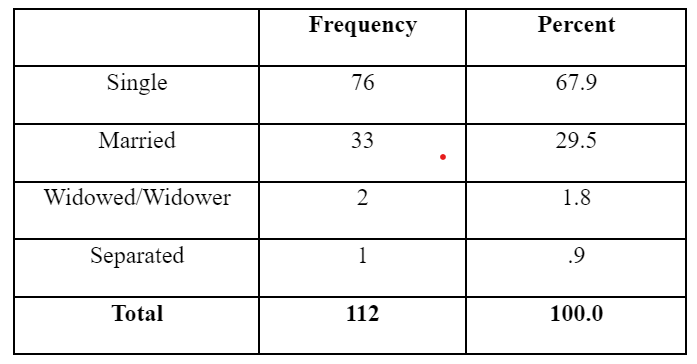 Frequency Percent
Single 76 67.9
Married 33 29.5
Widowed/Widower 2 1.8
Separated 1 .9
Total 112 100.0